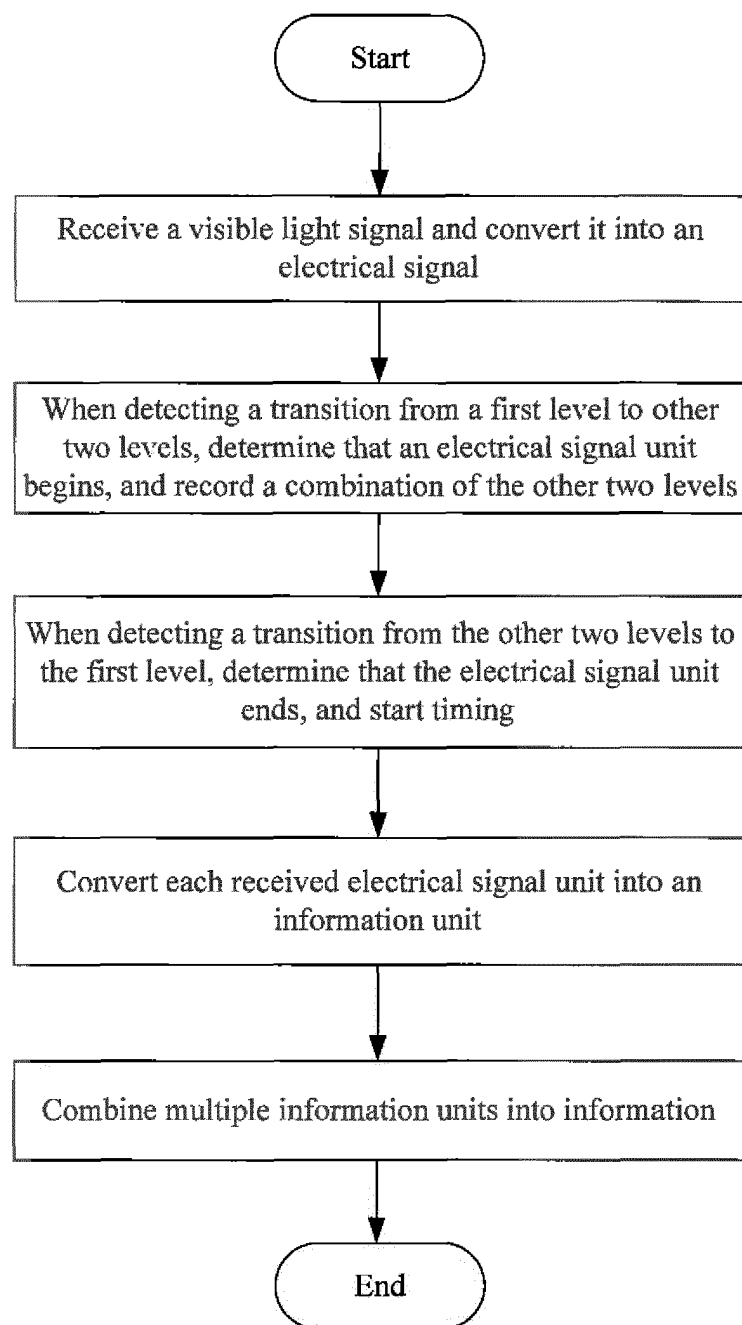 Start
Receive a visible light signal and convert it into an
electrical signal
When detecting a transition from a first level to other
two levels, determine that an electrical signal unit
begins, and record a combination of the other two levels
When detecting a transition from the other two levels to
the first level, determine that the electrical signal unit
ends, and start timing
Convert each received electrical signal unit into an
information unit
Combine multiple information units into information
End